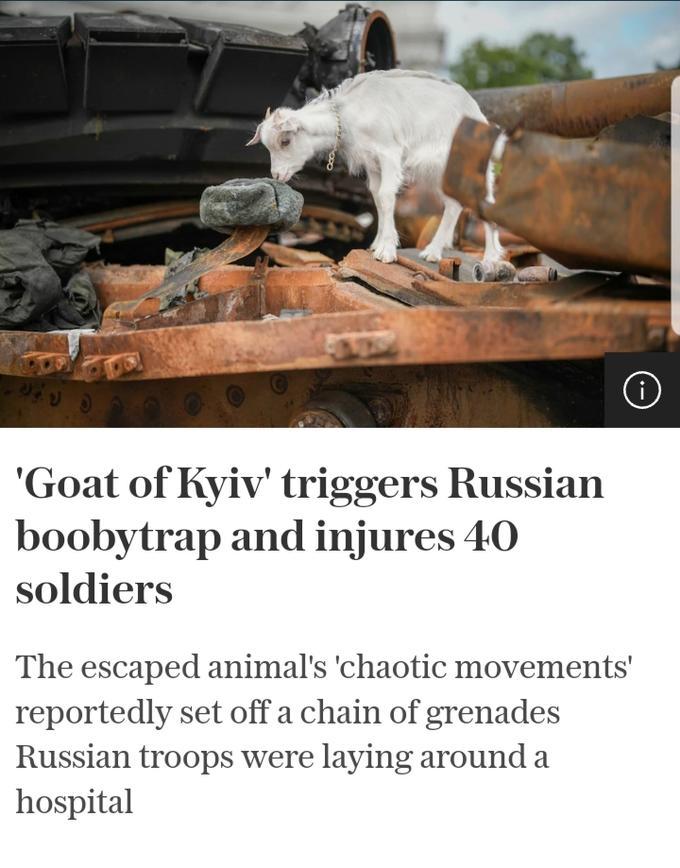 'Goat of Kyiv' triggers Russian
boobytrap and injures 40
soldiers
The escaped animal's 'chaotic movements'
reportedly set off a chain of grenades
Russian troops were laying around a
hospital